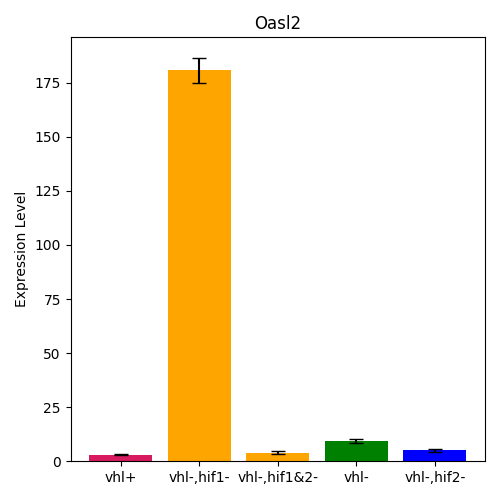 Oasl2
Expression Level
175
150
125
100
75
50
25
0
vhl+
vhl-,hif1-
vhl-,hif1&2-
vhl-
vhl-,hif2-